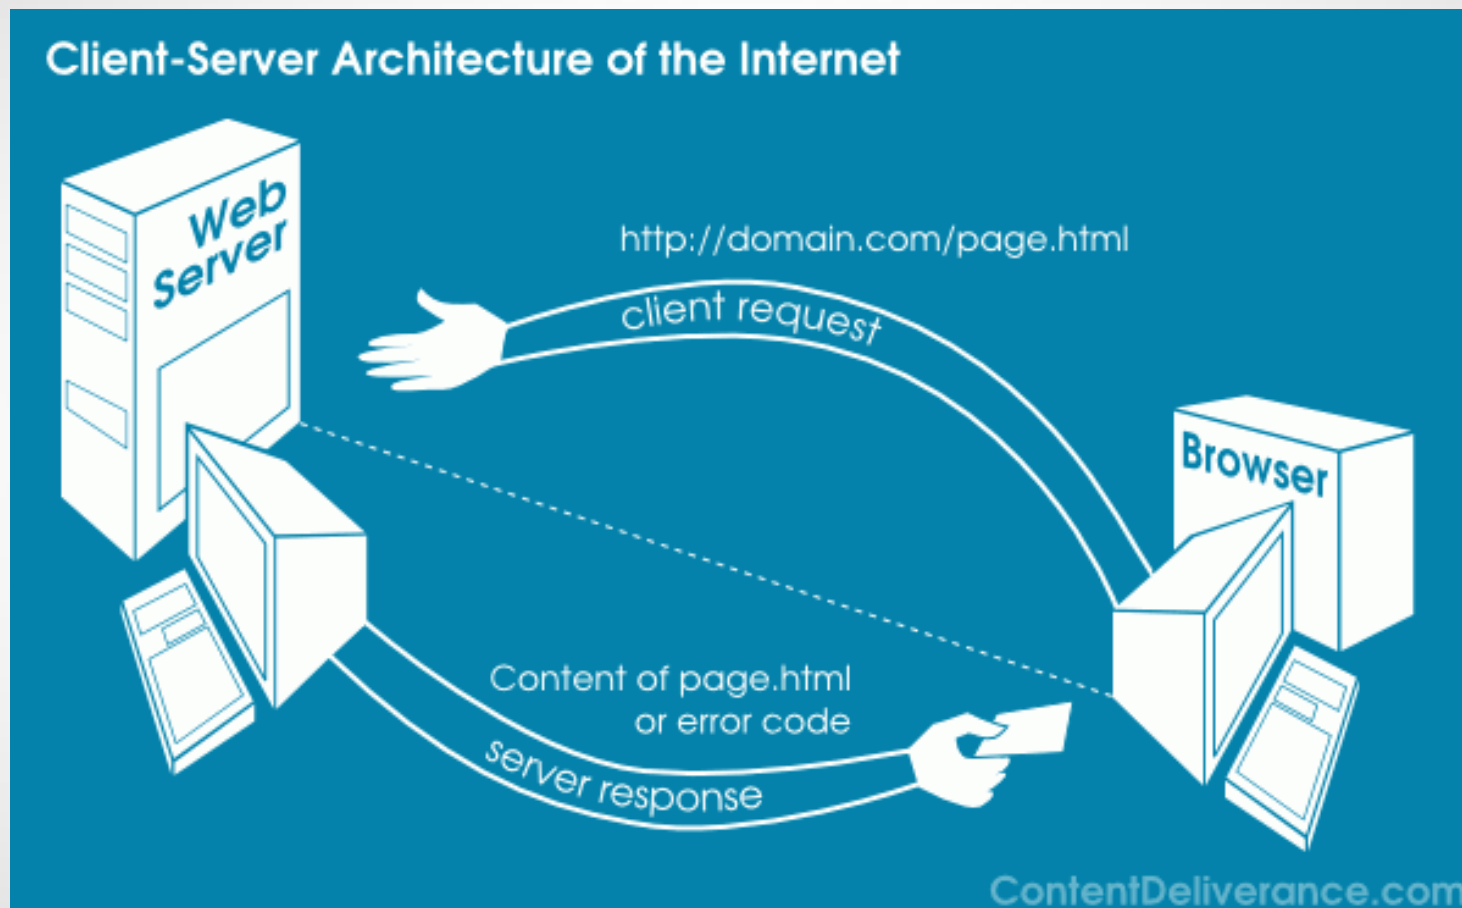 Client-Server Architecture of the Internet
Web
Server
http://domain.com/page.html
client request
Browser
Content of page.html
or error code
server response
ContentDeliverance.com